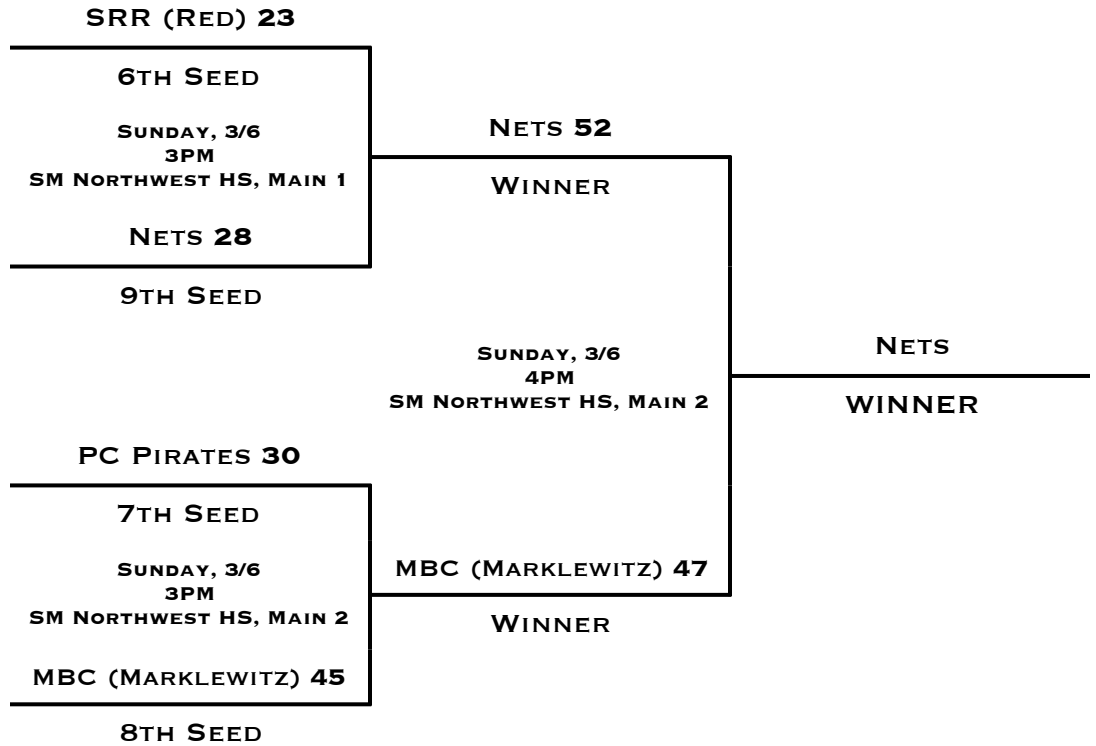 SRR (Red) 23
6th Seed
Sunday, 3/6
3PM
SM Northwest HS, Main 1
Nets 28
9th Seed
Nets 52
Winner
Sunday, 3/6
4PM
SM Northwest HS, Main 2
Nets
WINNER
PC Pirates 30
7th Seed
Sunday, 3/6
3PM
SM Northwest HS, Main 2
MBC (Marklewitz) 45
8th Seed
MBC (Marklewitz) 47
Winner